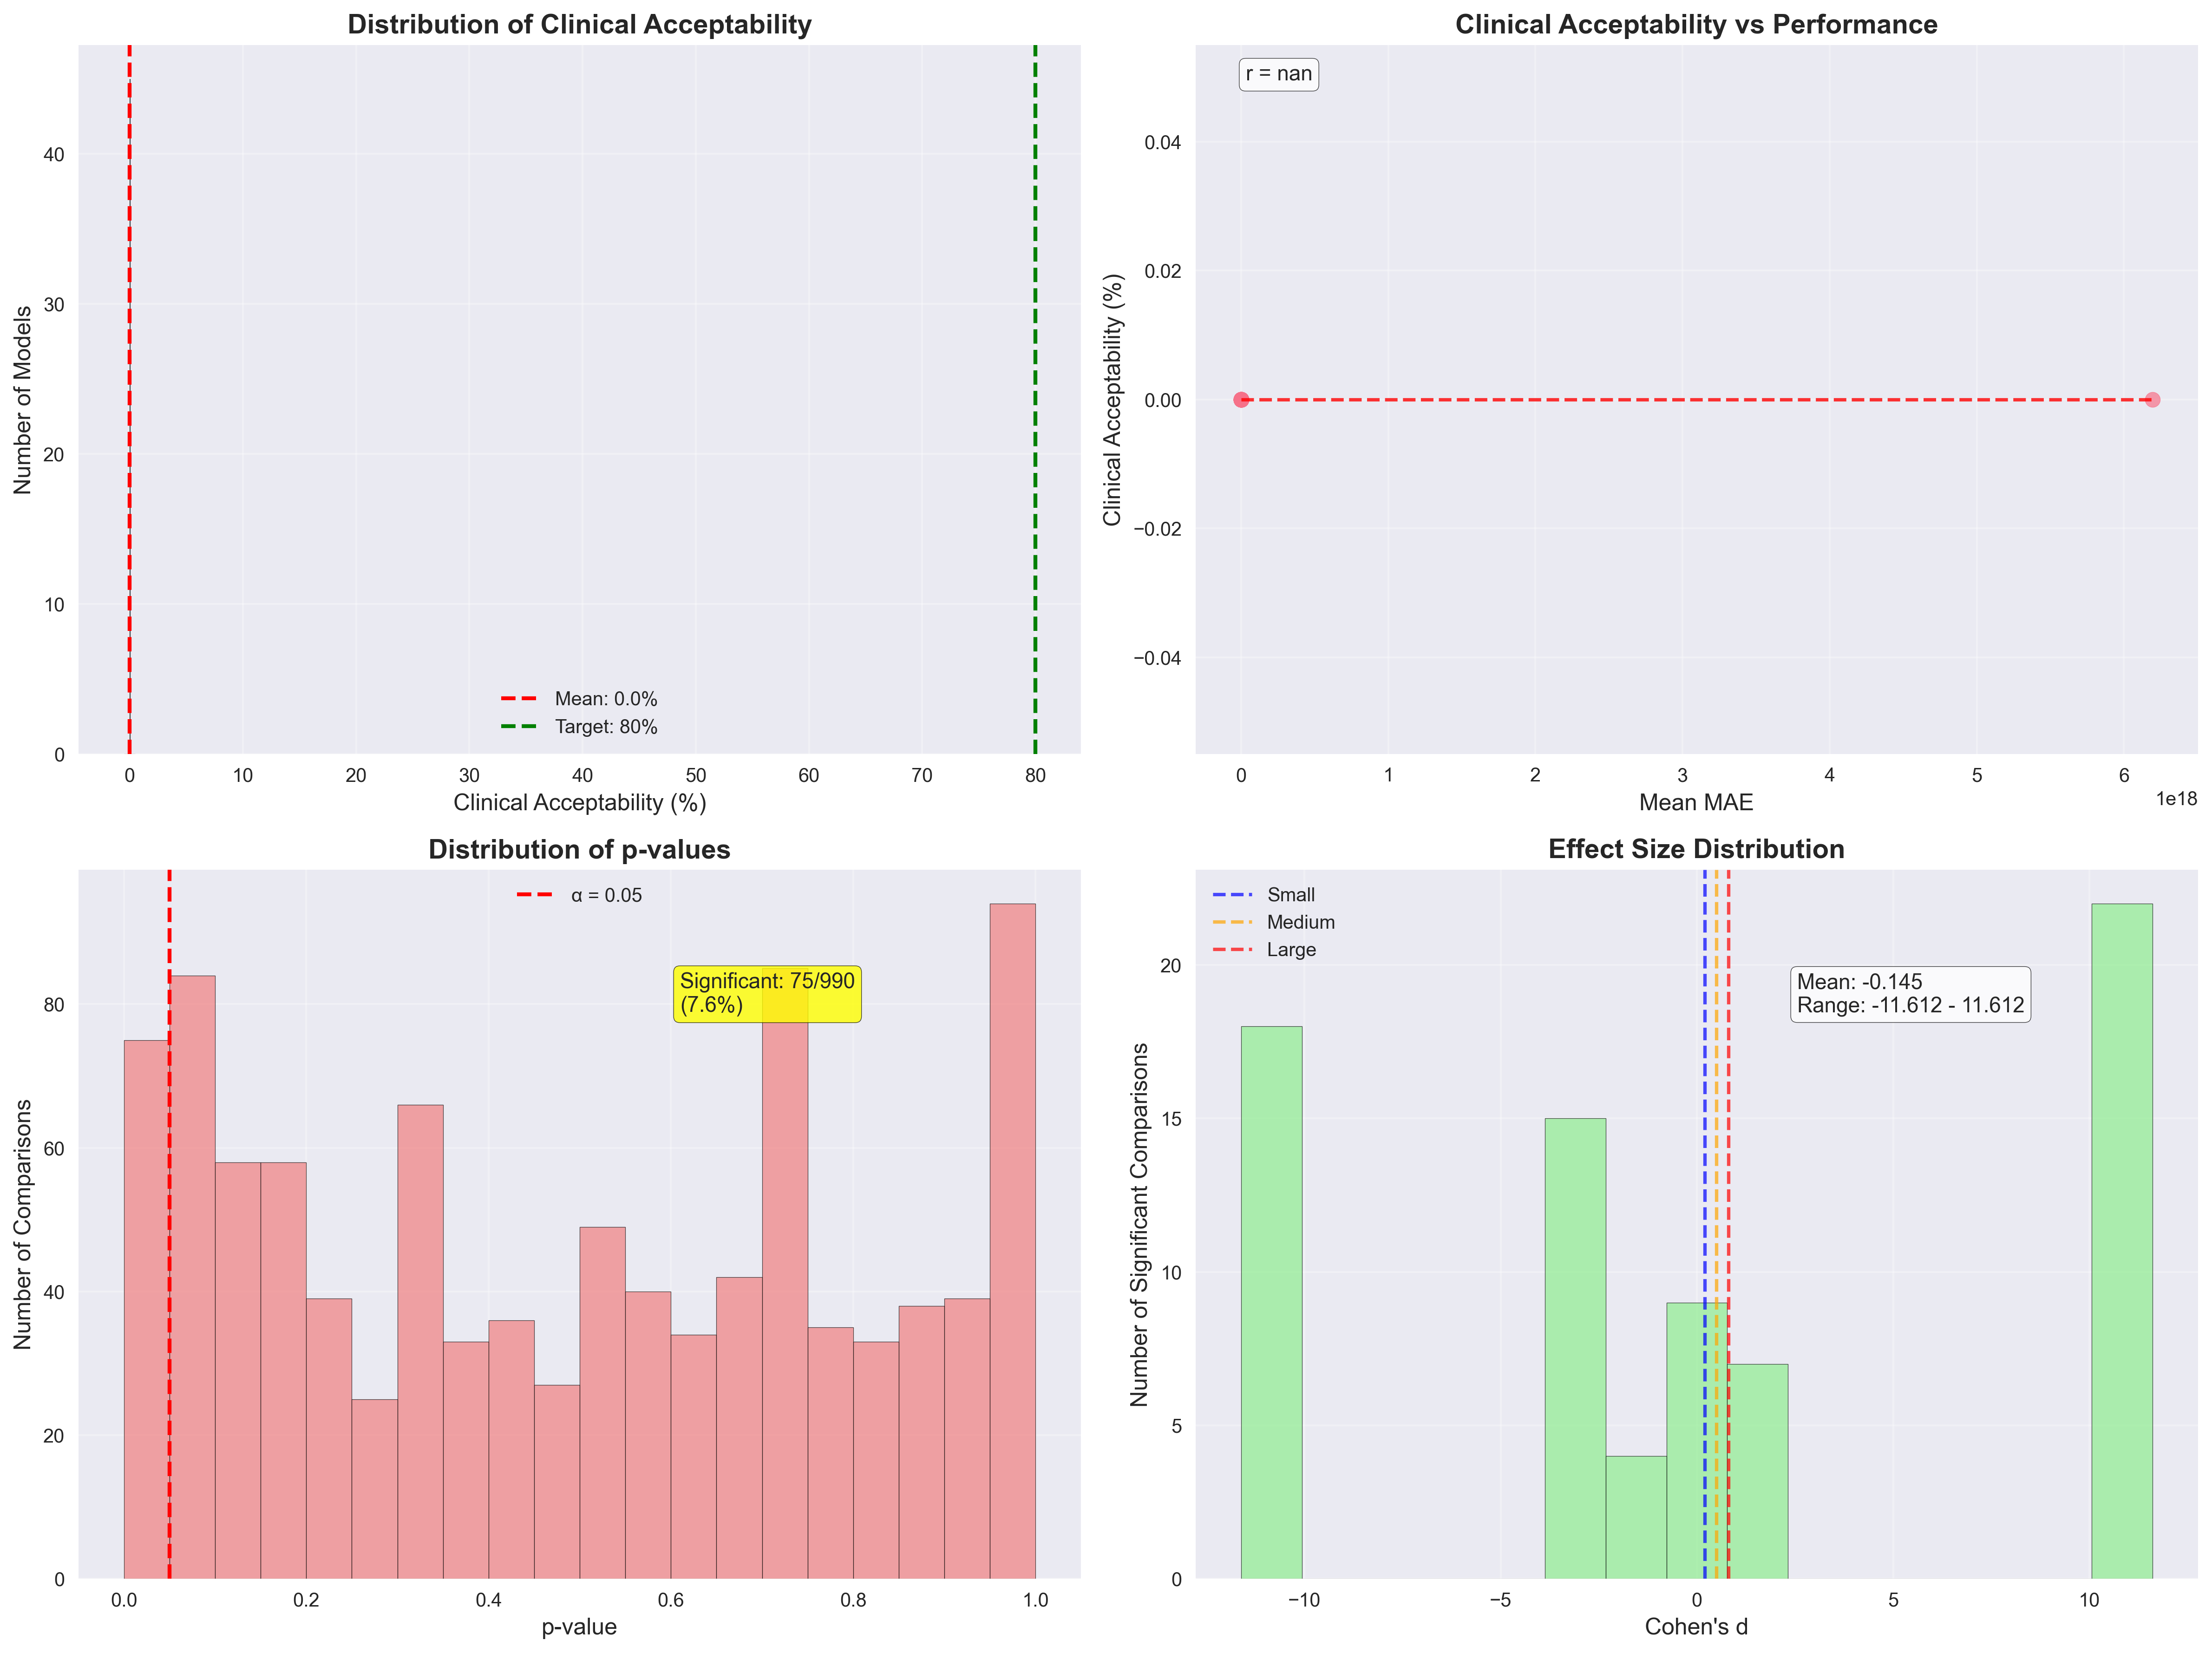 Distribution of Clinical Acceptability
Number of Models
40
30
20
10
0
Mean: 0.0%
Target: 80%
0 10 20 30 40 50 60 70 80
Clinical Acceptability (%)
Clinical Acceptability vs Performance
r = nan
Clinical Acceptability (%)
0.04
0.02
0.00
−0.02
−0.04
0 1 2 3 4 5 6
1e18
Mean MAE
Distribution of p-values
α = 0.05
Significant: 75/990
(7.6%)
Number of Comparisons
80
60
40
20
0
0.0 0.2 0.4 0.6 0.8 1.0
p-value
Effect Size Distribution
Small
Medium
Large
Mean: -0.145
Range: -11.612 - 11.612
Number of Significant Comparisons
20
15
10
5
0
−10 −5 0 5 10
Cohen's d